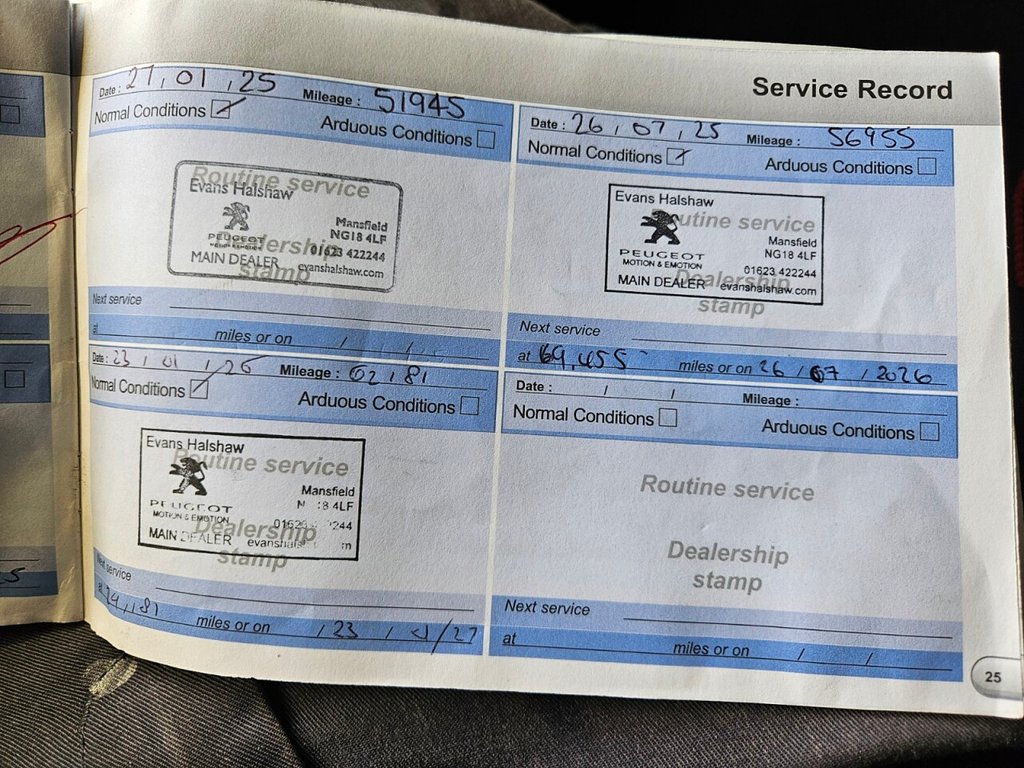 Service Record
Date : 27 , 01 , 25 Mileage : 51945
Normal Conditions
Arduous Conditions
Routine service
Evans Halshaw
Mansfield
NG18 4LF
PEUGEOT
MOTION & EMOTION
Dealership
01623 422244
MAIN DEALER evanshalshaw.com
stamp
Next service
at miles or on / /
Date : 26 / 07 / 25 Mileage : 56955
Normal Conditions
Arduous Conditions
Evans Halshaw
Routine service
Mansfield
NG18 4LF
PEUGEOT
MOTION & EMOTION
01623 422244
Dealership
MAIN DEALER evanshalshaw.com
stamp
Next service
at 69,455 miles or on 26 / 07 / 2026
Date : 23 / 01 / 26 Mileage : 62181
Normal Conditions
Arduous Conditions
Evans Halshaw
Routine service
Mansfield
PEUGEOT
MOTION & EMOTION
Dealership
MAIN DEALER
stamp
Next service
at miles or on / 23 / 01 / 27
Date : / / Mileage :
Normal Conditions
Arduous Conditions
Routine service
Dealership
stamp
Next service
at miles or on / /
25